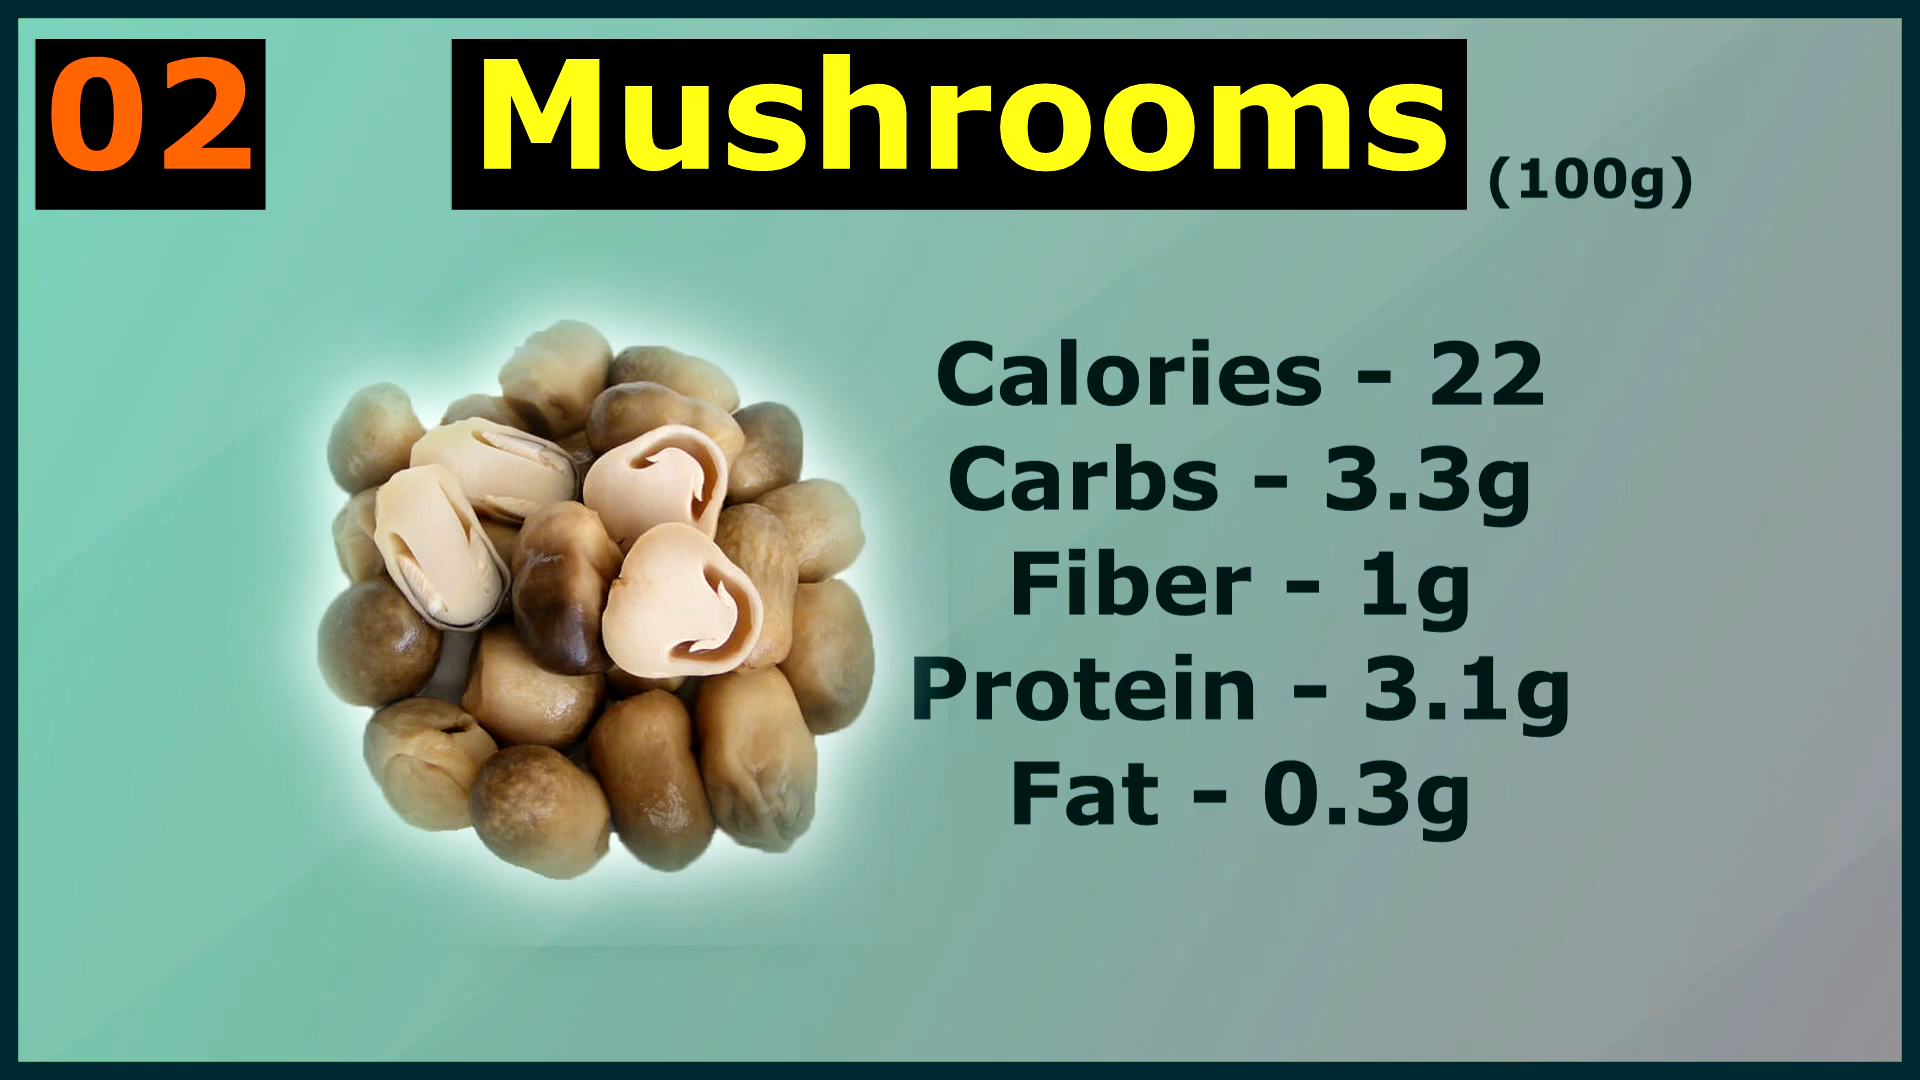 02
Mushrooms (100g)
Calories - 22
Carbs - 3.3g
Fiber - 1g
Protein - 3.1g
Fat - 0.3g